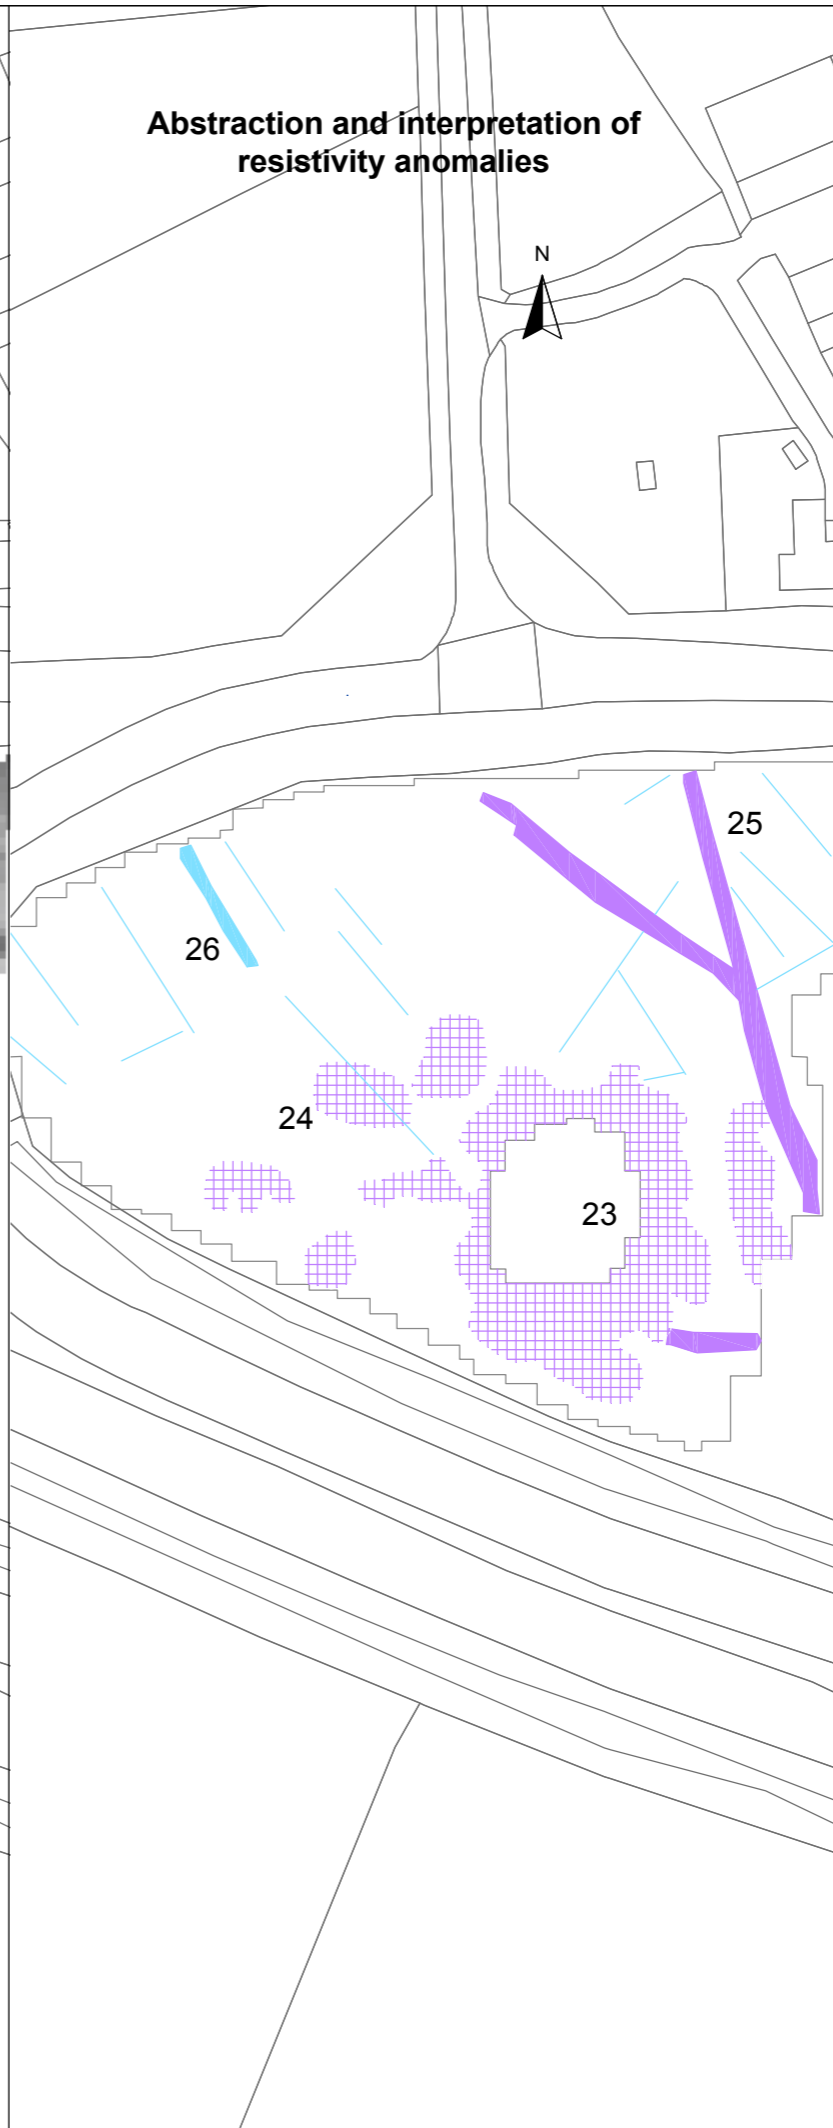 Abstraction and interpretation of
resistivity anomalies
N
25
26
24
23